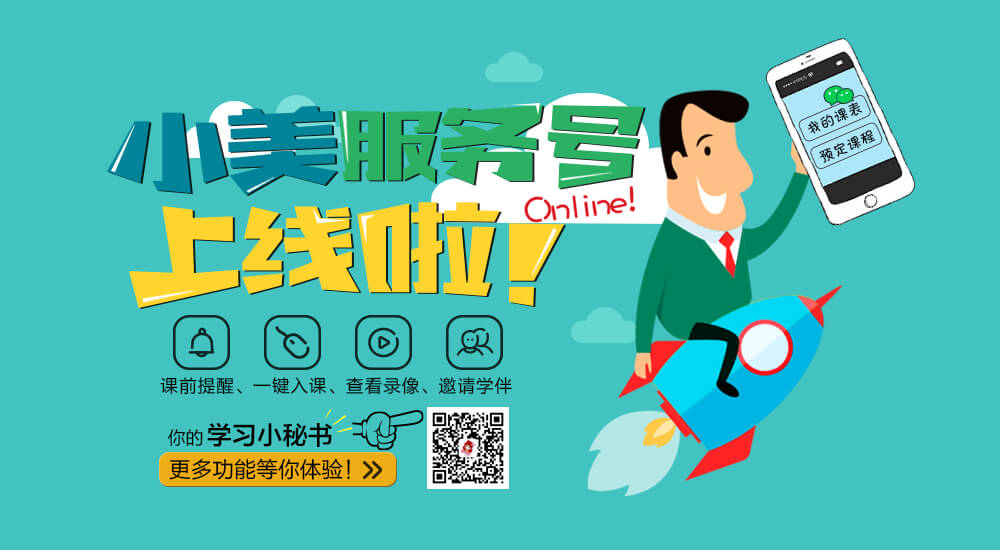 小美服务号
Online!
上线啦!
我的课表
预定课程
课前提醒、一键入课、查看录像、邀请学伴
你的 学习小秘书
更多功能等你体验! >>